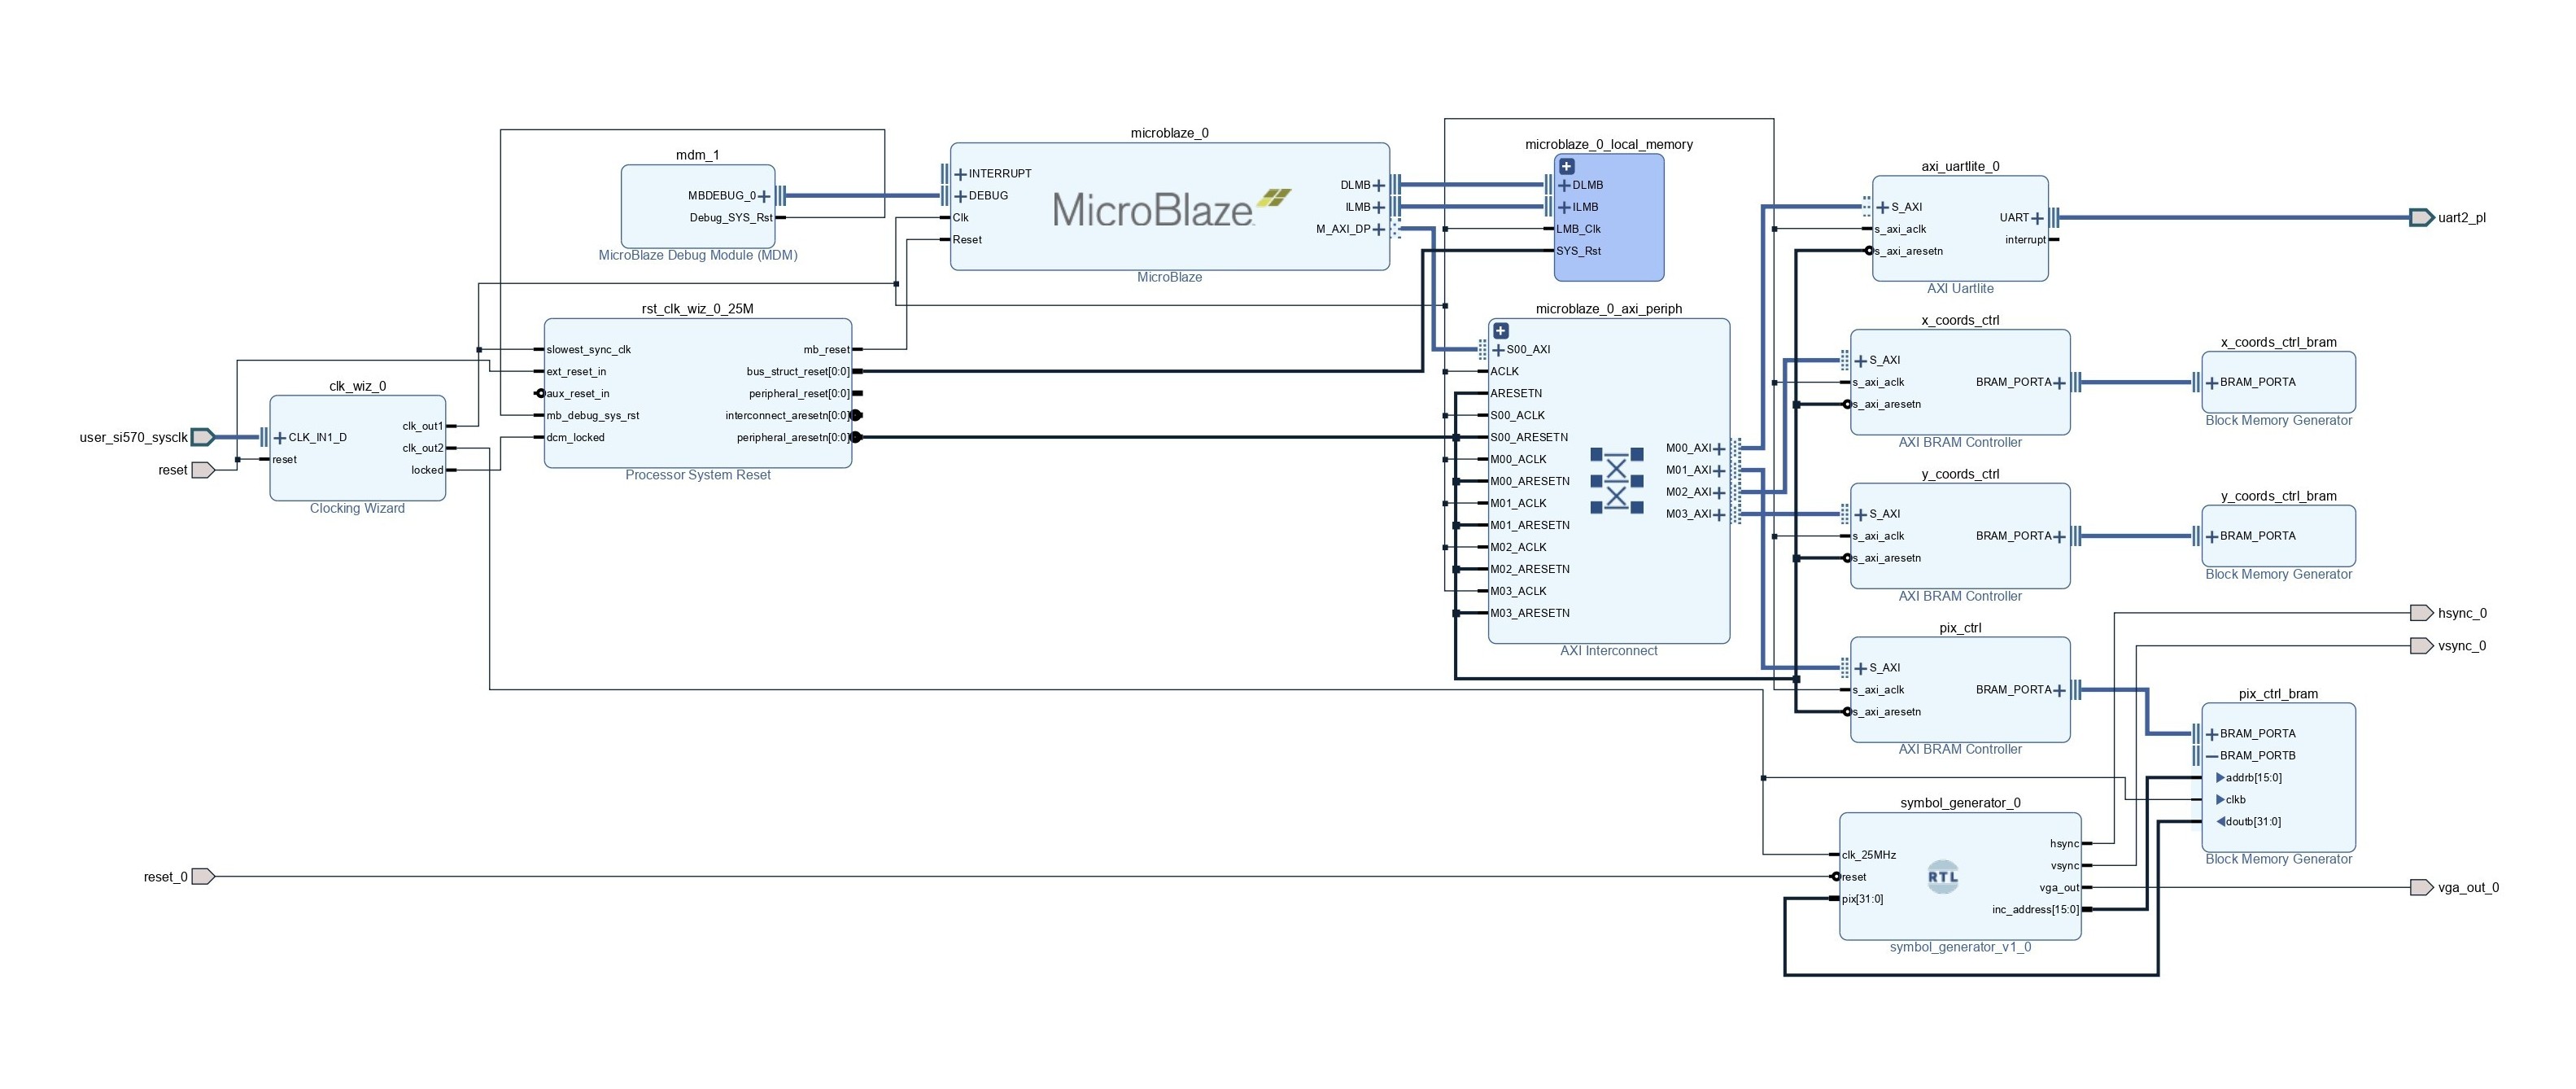 user_si570_sysclk
reset
reset_0
clk_wiz_0
CLK_IN1_D
reset
clk_out1
clk_out2
locked
Clocking Wizard
mdm_1
MBDEBUG_0
Debug_SYS_Rst
MicroBlaze Debug Module (MDM)
rst_clk_wiz_0_25M
slowest_sync_clk
ext_reset_in
aux_reset_in
mb_debug_sys_rst
dcm_locked
mb_reset
bus_struct_reset[0:0]
peripheral_reset[0:0]
interconnect_aresetn[0:0]
peripheral_aresetn[0:0]
Processor System Reset
microblaze_0
INTERRUPT
DEBUG
Clk
Reset
MicroBlaze
DLMB
ILMB
M_AXI_DP
MicroBlaze
microblaze_0_local_memory
DLMB
ILMB
LMB_Clk
SYS_Rst
microblaze_0_axi_periph
S00_AXI
ACLK
ARESETN
S00_ACLK
S00_ARESETN
M00_ACLK
M00_ARESETN
M01_ACLK
M01_ARESETN
M02_ACLK
M02_ARESETN
M03_ACLK
M03_ARESETN
M00_AXI
M01_AXI
M02_AXI
M03_AXI
AXI Interconnect
axi_uartlite_0
S_AXI
s_axi_aclk
s_axi_aresetn
UART
interrupt
AXI Uartlite
x_coords_ctrl
S_AXI
s_axi_aclk
s_axi_aresetn
BRAM_PORTA
AXI BRAM Controller
y_coords_ctrl
S_AXI
s_axi_aclk
s_axi_aresetn
BRAM_PORTA
AXI BRAM Controller
pix_ctrl
S_AXI
s_axi_aclk
s_axi_aresetn
BRAM_PORTA
AXI BRAM Controller
symbol_generator_0
clk_25MHz
reset
pix[31:0]
RTL
hsync
vsync
vga_out
inc_address[15:0]
symbol_generator_v1_0
x_coords_ctrl_bram
BRAM_PORTA
Block Memory Generator
y_coords_ctrl_bram
BRAM_PORTA
Block Memory Generator
pix_ctrl_bram
BRAM_PORTA
BRAM_PORTB
addrb[15:0]
clkb
doutb[31:0]
Block Memory Generator
uart2_pl
hsync_0
vsync_0
vga_out_0